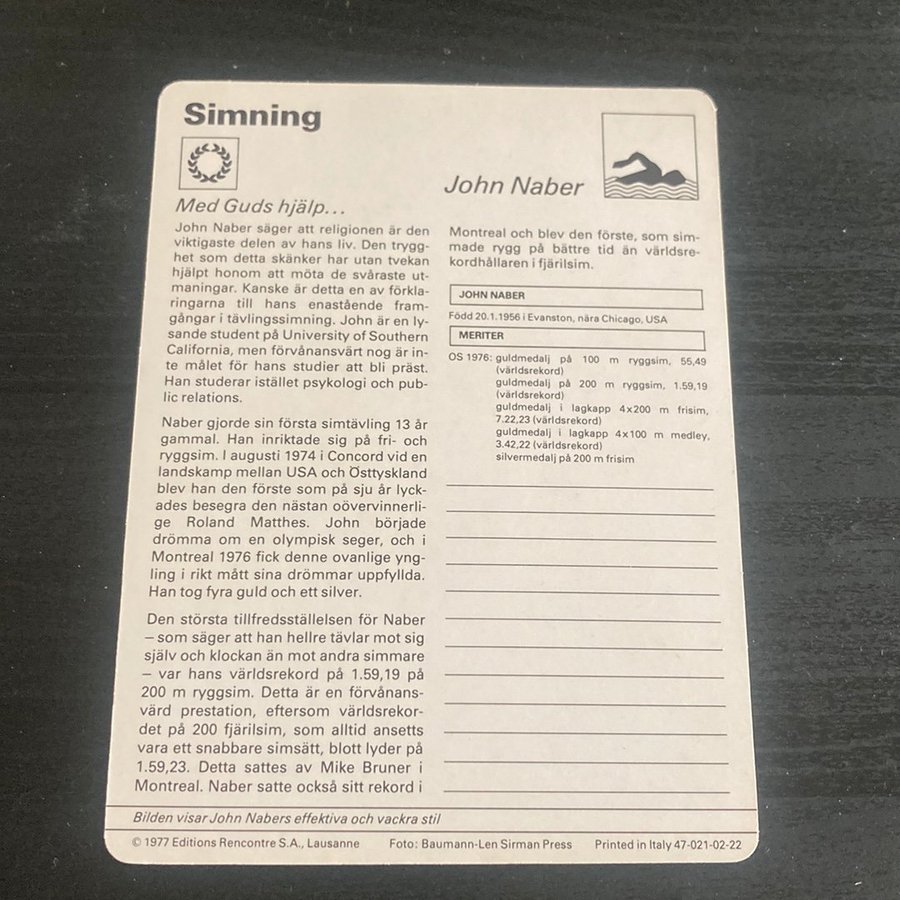 Simning
John Naber
Med Guds hjälp...
John Naber säger att religionen är den
viktigaste delen av hans liv. Den trygg-
het som detta skänker har utan tvekan
hjälpt honom att möta de svåraste ut-
maningar. Kanske är detta en av förkla-
ringarna till hans enastående fram-
gångar i tävlingssimning. John är en ly-
sande student på University of Southern
California, men förvånansvärt nog är in-
te målet för hans studier att bli präst.
Han studerar istället psykologi och pub-
lic relations.
Naber gjorde sin första simtävling 13 år
gammal. Han inriktade sig på fri- och
ryggsim. I augusti 1974 i Concord vid en
landskamp mellan USA och Östtyskland
blev han den förste som på sju år lyck-
ades besegra den nästan oövervinnerli-
ge Roland Matthes. John började
drömma om en olympisk seger, och i
Montreal 1976 fick denne ovanlige yng-
ling i rikt mått sina drömmar uppfyllda.
Han tog fyra guld och ett silver.
Den största tillfredsställelsen för Naber
– som säger att han hellre tävlar mot sig
själv och klockan än mot andra simmare
– var hans världsrekord på 1.59,19 på
200 m ryggsim. Detta är en förvånans-
värd prestation, eftersom världsrekor-
det på 200 fjärilsim, som alltid ansetts
vara ett snabbare simsätt, blott lyder på
1.59,23. Detta sattes av Mike Bruner i
Montreal. Naber satte också sitt rekord i
Montreal och blev den förste, som sim-
made rygg på bättre tid än världsre-
kordhållaren i fjärilsim.
JOHN NABER
Född 20.1.1956 i Evanston, nära Chicago, USA
MERITER
OS 1976: guldmedalj på 100 m ryggsim, 55,49
(världsrekord)
guldmedalj på 200 m ryggsim, 1.59,19
(världsrekord)
guldmedalj i lagkapp 4x200 m frisim,
7.22,23 (världsrekord)
guldmedalj i lagkapp 4x100 m medley,
3.42,22 (världsrekord)
silvermedalj på 200 m frisim
Bilden visar John Nabers effektiva och vackra stil
© 1977 Editions Rencontre S.A., Lausanne Foto: Baumann-Len Sirman Press Printed in Italy 47-021-02-22